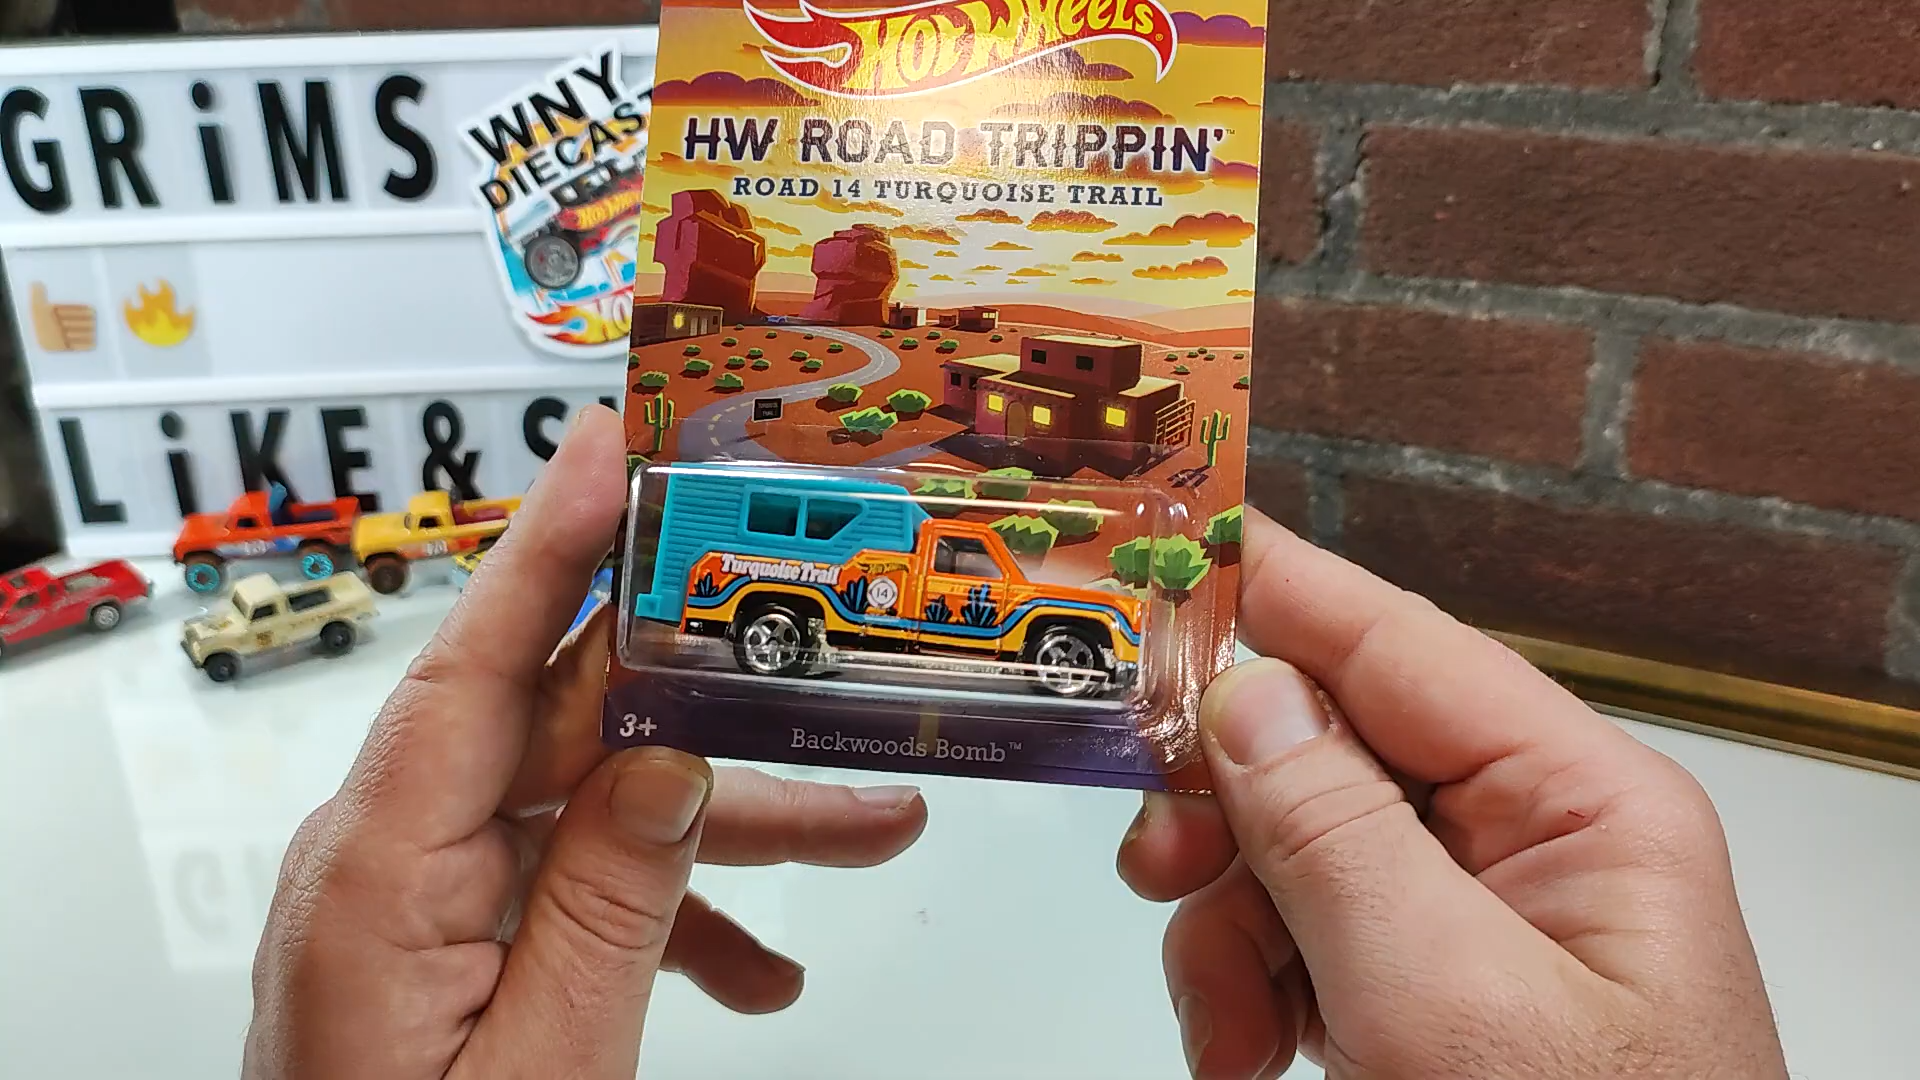 GRiMS
👍🔥
LiKE & S
WNY
DIECAST
Hot Wheels
HW ROAD TRIPPIN'™
ROAD 14 TURQUOISE TRAIL
Turquoise Trail
14
3+
Backwoods Bomb™